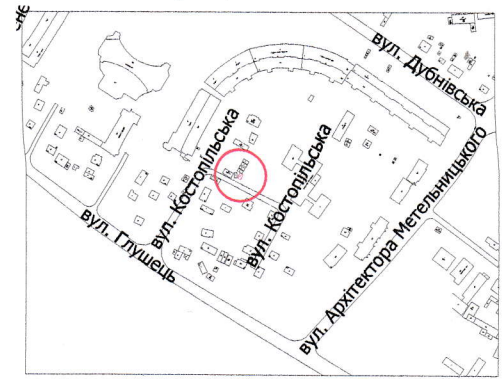 вул. Дубнівська
вул. Костопільська
вул. Костопільська
вул. Глушець
вул. Архітектора Метельницького